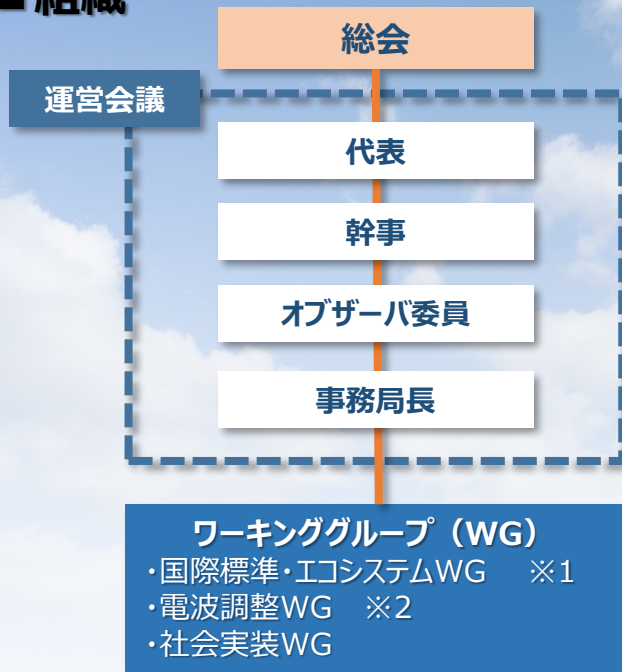 ■組織
総会
運営会議
代表
幹事
オブザーバ委員
事務局長
ワーキンググループ（WG）
・国際標準・エコシステムWG ※1
・電波調整WG ※2
・社会実装WG